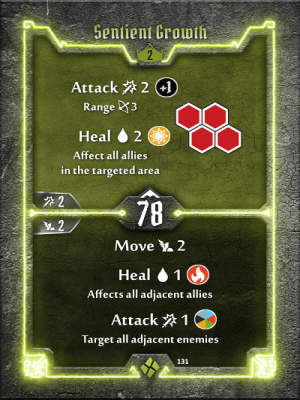 Sentient Growth
2
Attack 2 +1
Range 3
Heal 2
Affect all allies
in the targeted area
2
78
2
Move 2
Heal 1
Affects all adjacent allies
Attack 1
Target all adjacent enemies
131